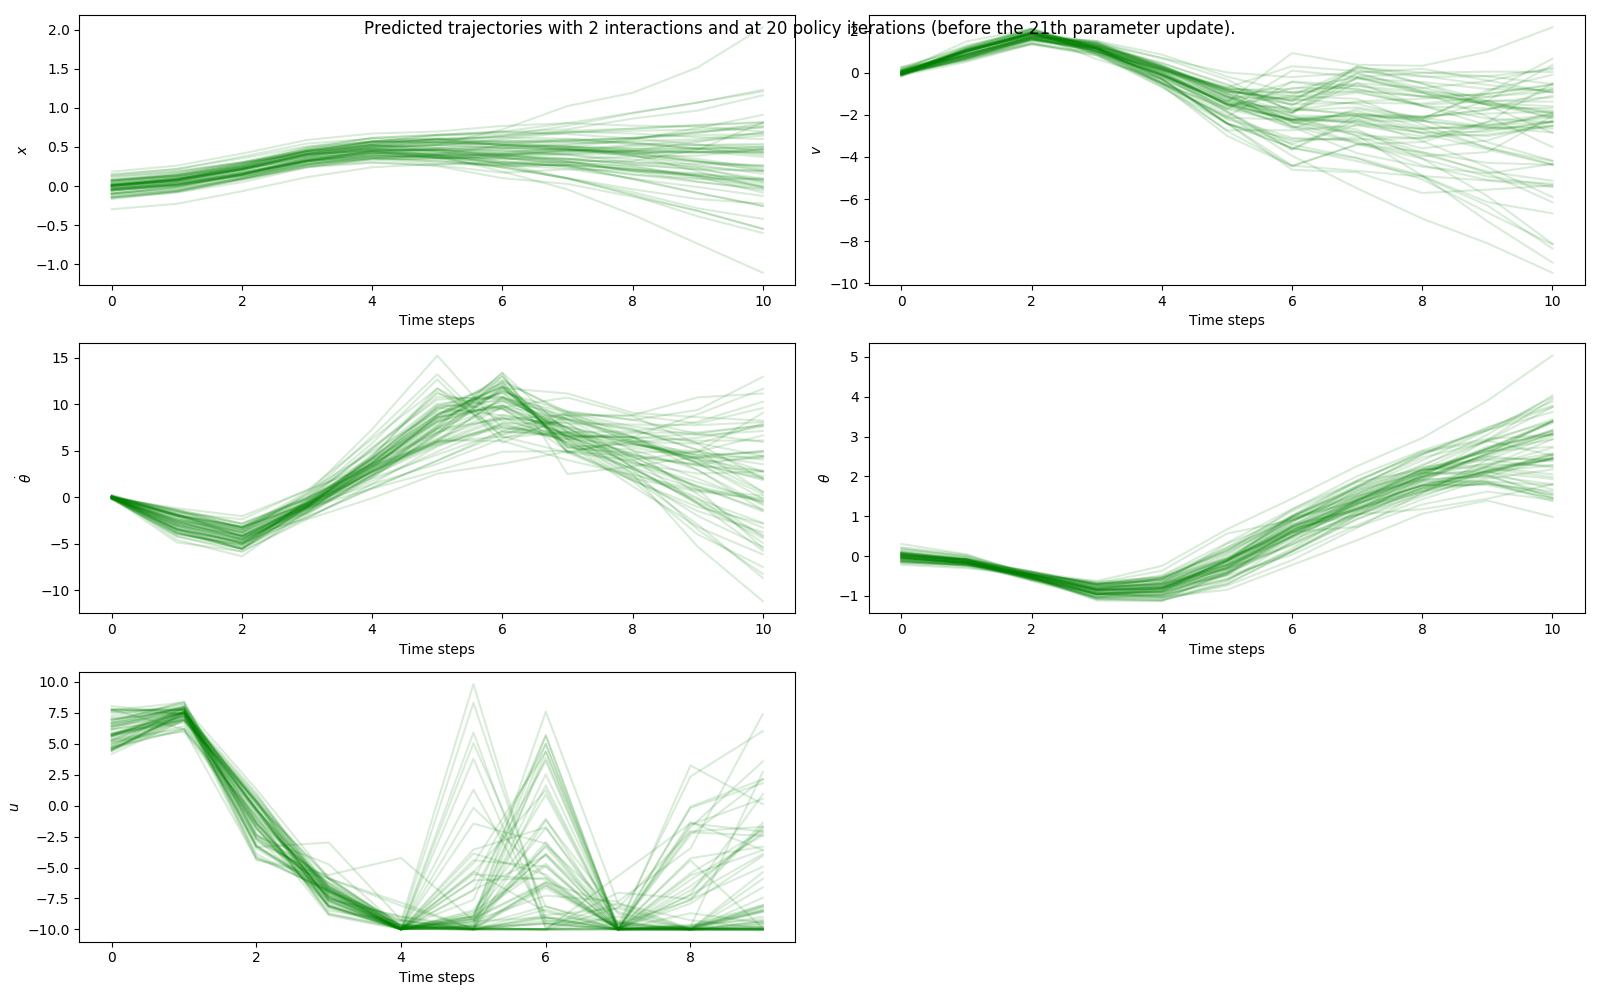 Predicted trajectories with 2 interactions and at 20 policy iterations (before the 21th parameter update).
2.0
1.5
1.0
0.5
0.0
−0.5
−1.0
x
0 2 4 6 8 10
Time steps
2
0
−2
−4
−6
−8
−10
v
0 2 4 6 8 10
Time steps
15
10
5
0
−5
−10
θ̇
0 2 4 6 8 10
Time steps
5
4
3
2
1
0
−1
θ
0 2 4 6 8 10
Time steps
10.0
7.5
5.0
2.5
0.0
−2.5
−5.0
−7.5
−10.0
u
0 2 4 6 8
Time steps